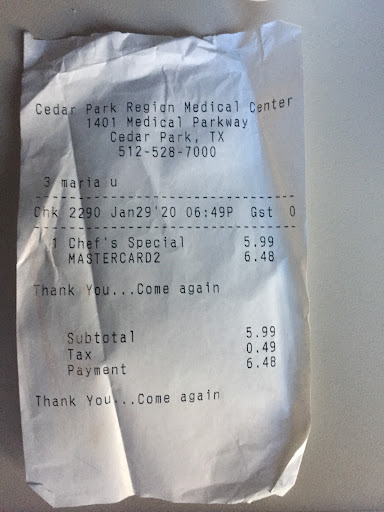 Cedar Park Region Medical Center
1401 Medical Parkway
Cedar Park, TX
512-528-7000
3 maria u
Chk 2290 Jan29'20 06:49P Gst 0
1 Chef's Special 5.99
MASTERCARD2 6.48
Thank You...Come again
Subtotal 5.99
Tax 0.49
Payment 6.48
Thank You...Come again